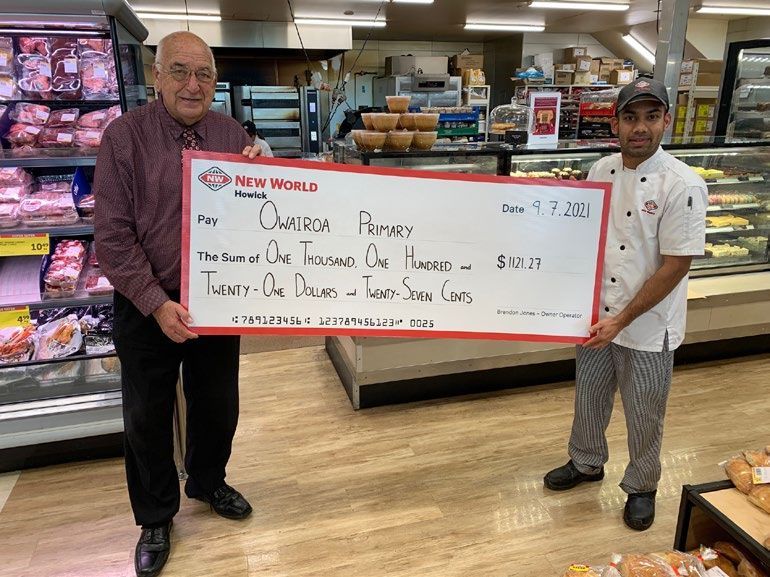 NW NEW WORLD
Howick
Date 9.7.2021
Pay OWAIROA PRIMARY
The Sum of ONE THOUSAND, ONE HUNDRED and $1121.27
TWENTY-ONE DOLLARS and TWENTY-SEVEN CENTS
Brendon Jones – Owner Operator
⑆789123456⑆ 123789456123⑈ 0025